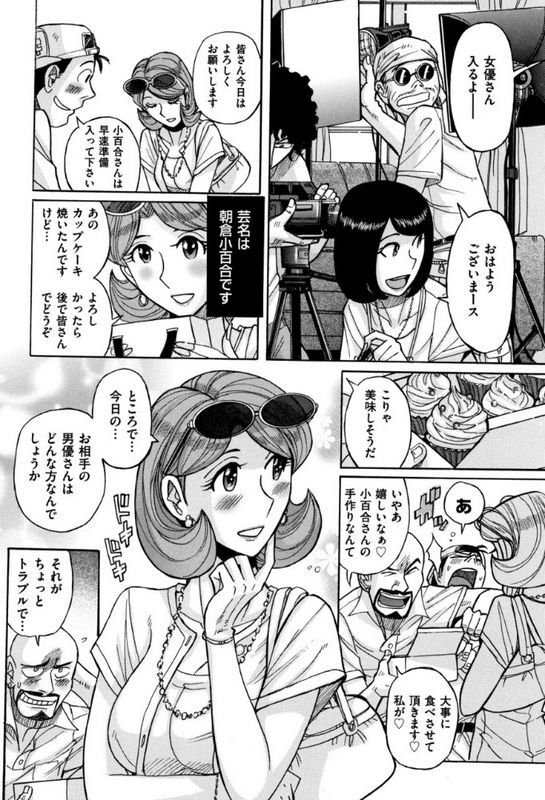 女優さん
入るよ――
おはよう
ございまース
皆さん今日は
よろしく
お願いします
小百合さんは
早速準備
入って下さい
芸名は
朝倉小百合です
あの
カップケーキ
焼いたんです
けど…
よろし
かったら
後で皆さん
でどうぞ
こりゃ
美味しそうだ
あ
いやあ
嬉しいなぁ♡
小百合さんの
手作りなんて
大事に
食べさせて
頂きます♡
私が♡
ところで…
今日の…
お相手の
男優さんは
どんな方なんで
しょうか
それが
ちょっと
トラブルで…